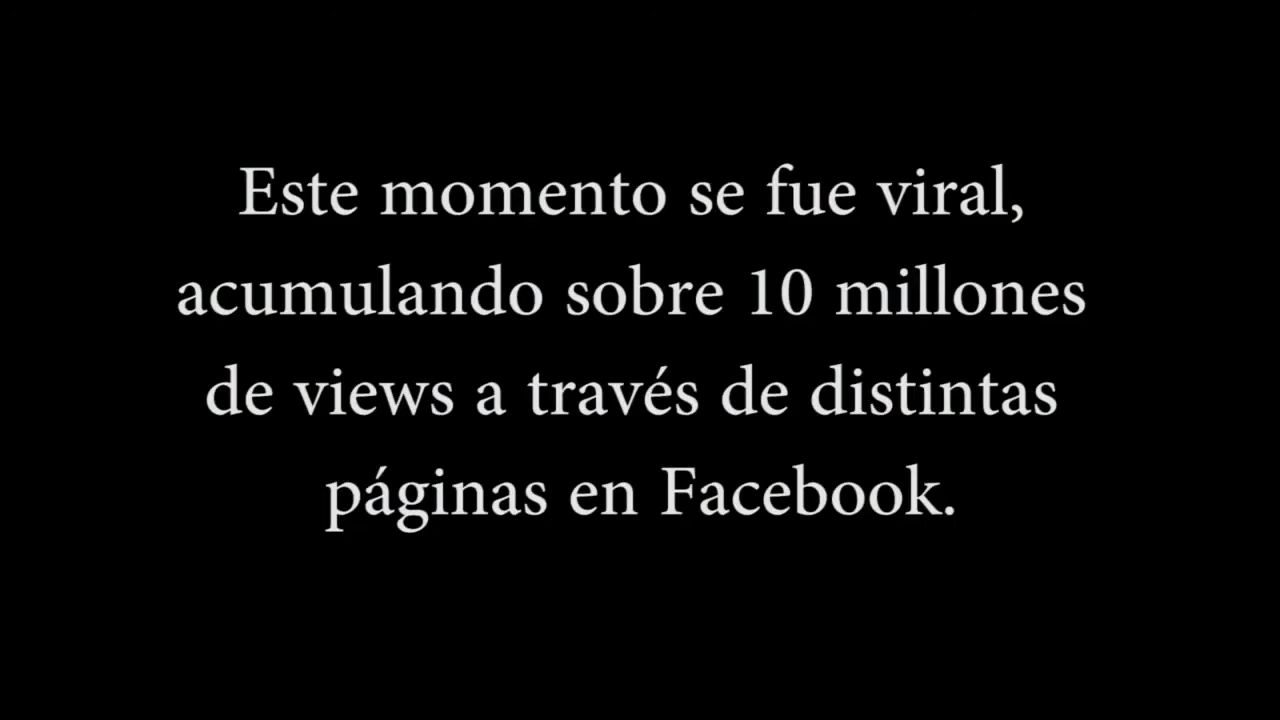 Este momento se fue viral,
acumulando sobre 10 millones
de views a través de distintas
páginas en Facebook.